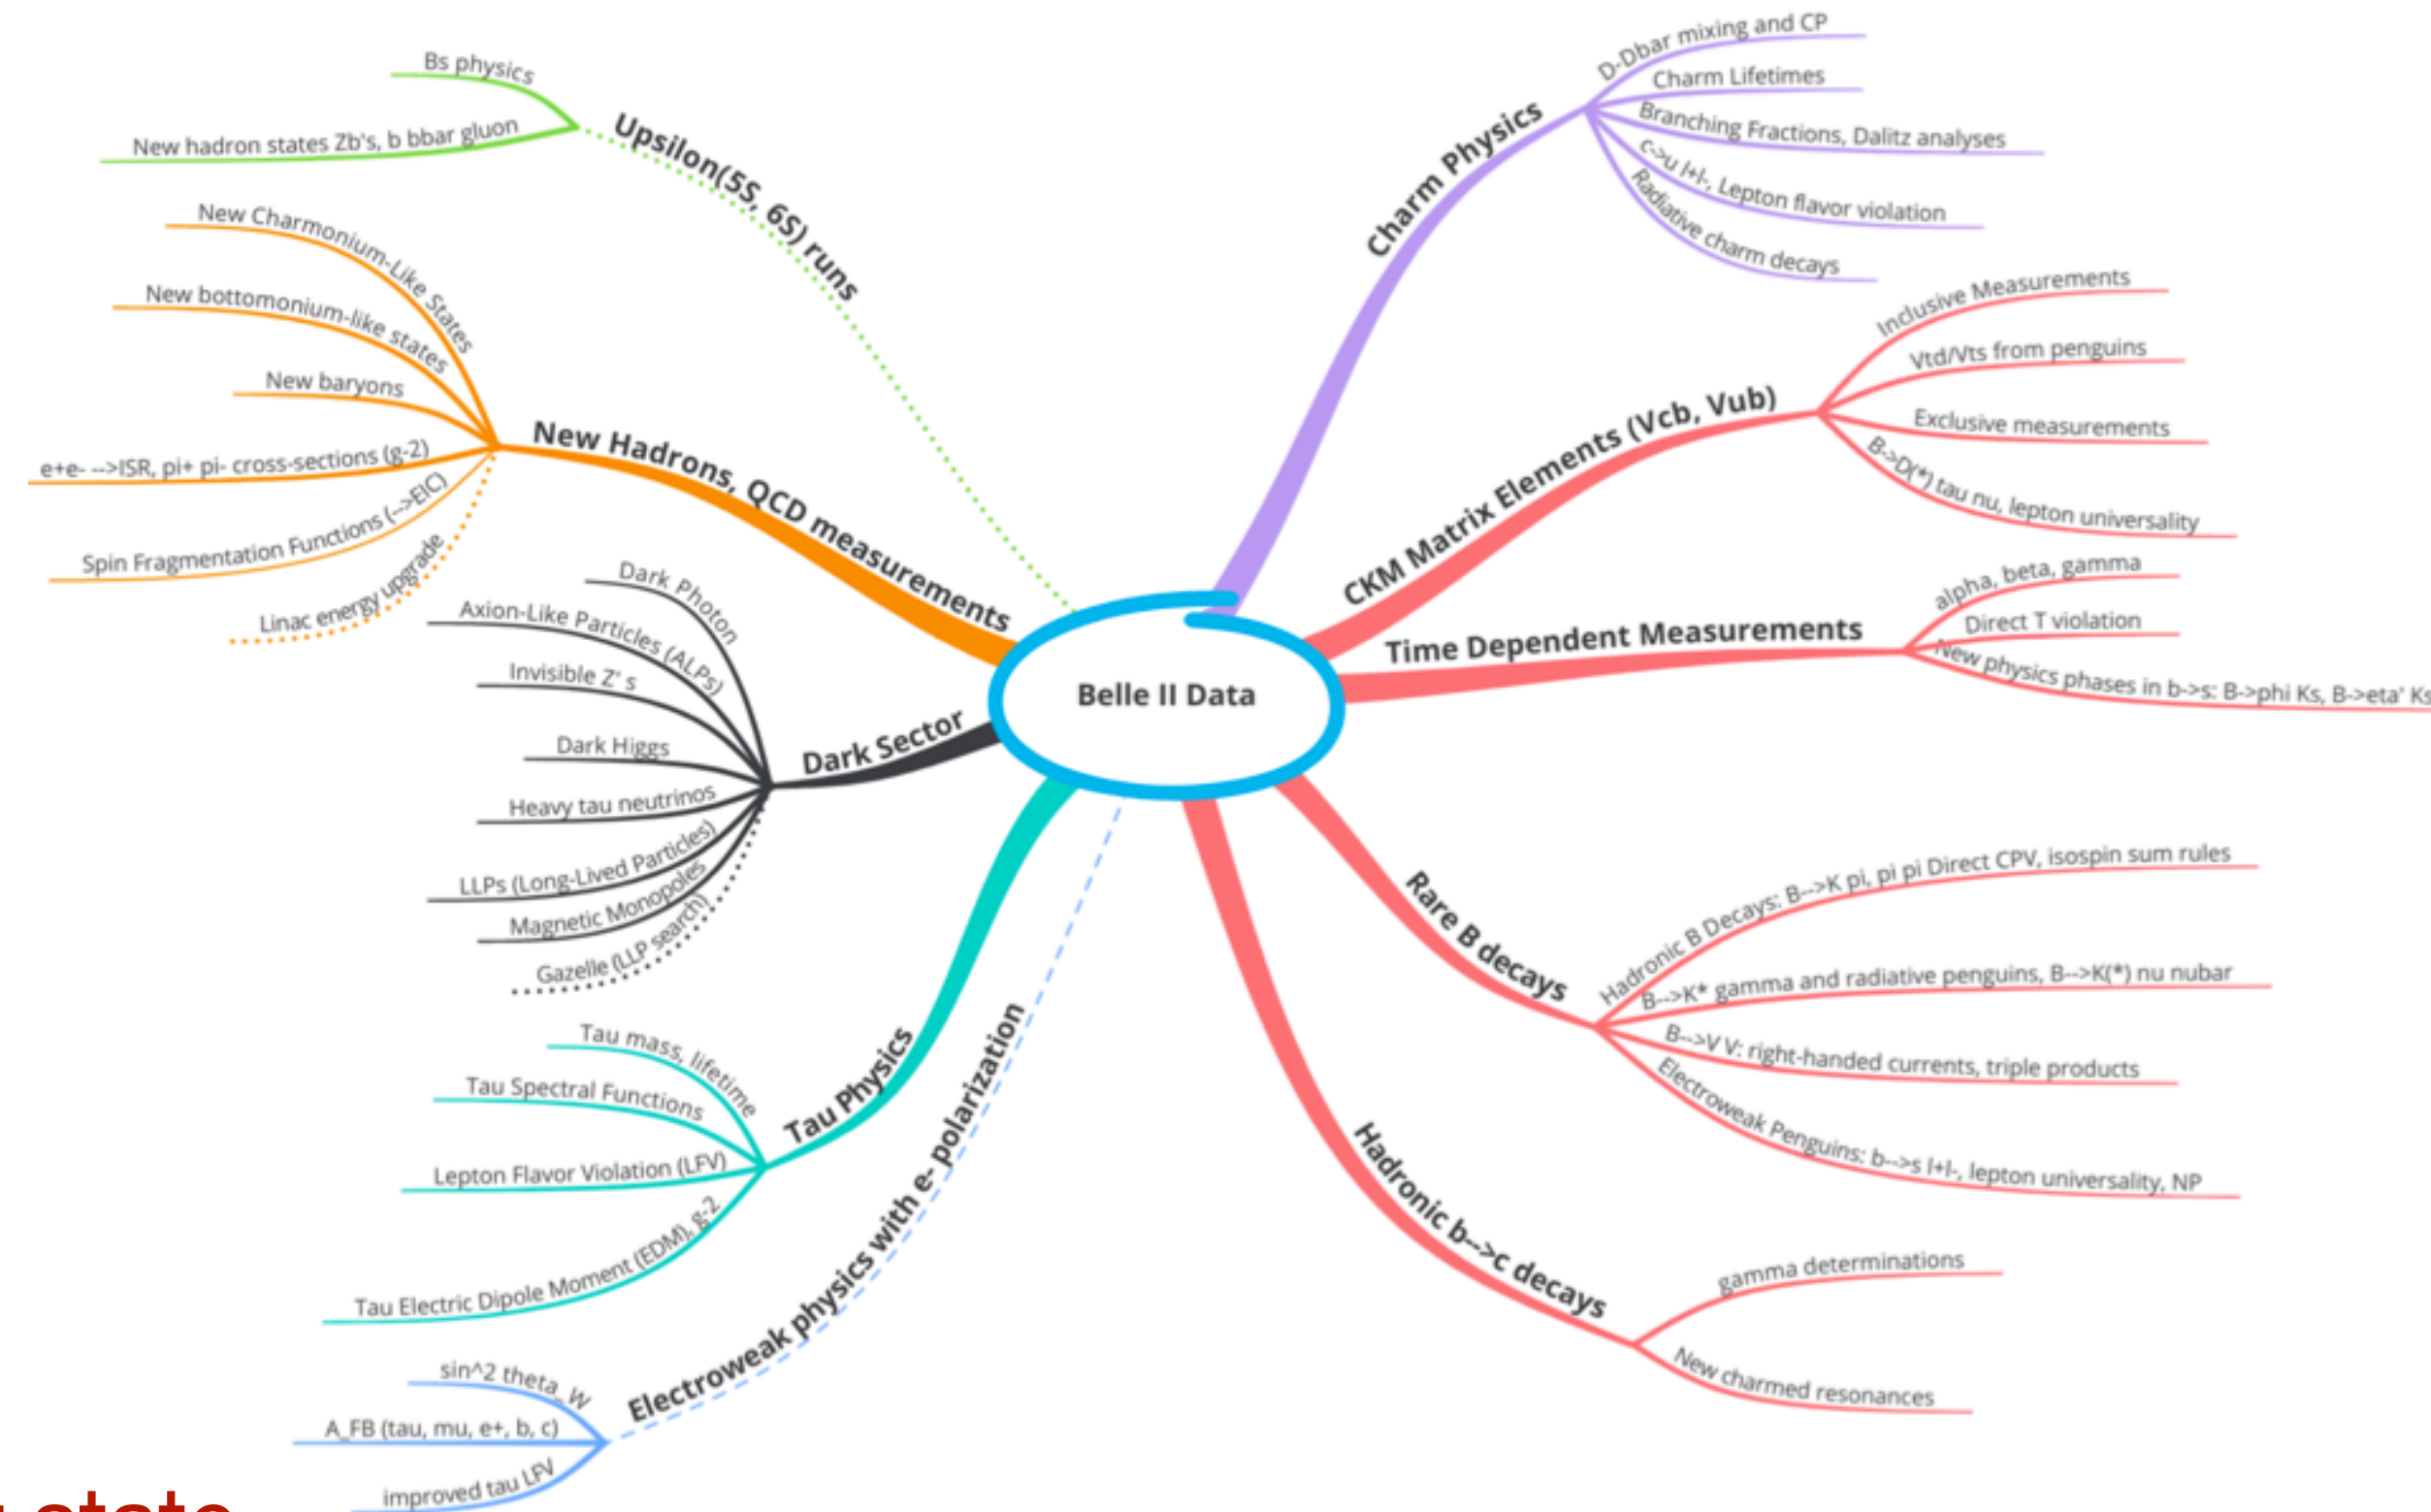 Belle II Data
Upsilon(5S, 6S) runs
Bs physics
New hadron states Zb's, b bbar gluon
New Hadrons, QCD measurements
New Charmonium-Like States
New bottomonium-like states
New baryons
e+e- -->ISR, pi+ pi- cross-sections (g-2)
Spin Fragmentation Functions (-->EIC)
Linac energy upgrade
Dark Sector
Dark Photon
Axion-Like Particles (ALPs)
Invisible Z' s
Dark Higgs
Heavy tau neutrinos
LLPs (Long-Lived Particles)
Magnetic Monopoles
Gazelle (LLP search)
Tau Physics
Tau mass, lifetime
Tau Spectral Functions
Lepton Flavor Violation (LFV)
Tau Electric Dipole Moment (EDM), g-2
Electroweak physics with e- polarization
sin^2 theta_W
A_FB (tau, mu, e+, b, c)
improved tau LFV
Charm Physics
D-Dbar mixing and CP
Charm Lifetimes
Branching Fractions, Dalitz analyses
c->u l+l-, Lepton flavor violation
Radiative charm decays
CKM Matrix Elements (Vcb, Vub)
Inclusive Measurements
Vtd/Vts from penguins
Exclusive measurements
B->D(*) tau nu, lepton universality
Time Dependent Measurements
alpha, beta, gamma
Direct T violation
New physics phases in b->s: B->phi Ks, B->eta' Ks
Rare B decays
Hadronic B Decays: B-->K pi, pi pi Direct CPV, isospin sum rules
B-->K* gamma and radiative penguins, B-->K(*) nu nubar
B-->V V: right-handed currents, triple products
Electroweak Penguins: b-->s l+l-, lepton universality, NP
Hadronic b-->c decays
gamma determinations
New charmed resonances